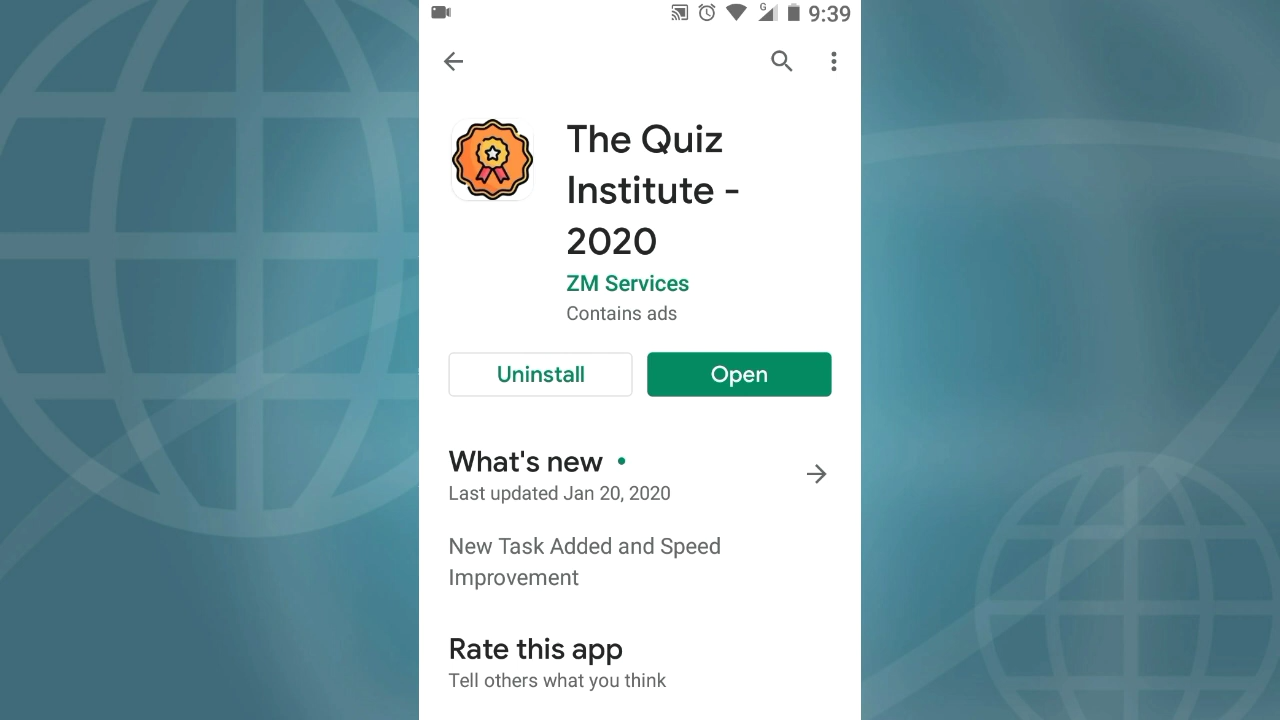 G 9:39
The Quiz
Institute -
2020
ZM Services
Contains ads
Uninstall Open
What's new •
Last updated Jan 20, 2020
New Task Added and Speed
Improvement
Rate this app
Tell others what you think